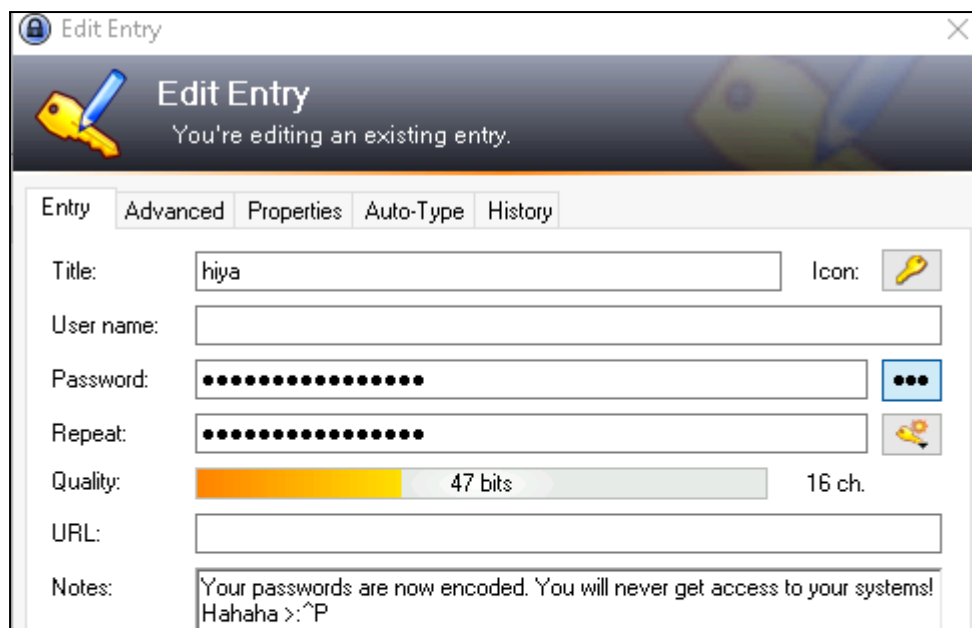 Edit Entry
Edit Entry
You're editing an existing entry.
Entry Advanced Properties Auto-Type History
Title: hiya Icon:
User name:
Password: ●●●●●●●●●●●●●●●● ●●●
Repeat: ●●●●●●●●●●●●●●●●
Quality: 47 bits 16 ch.
URL:
Notes: Your passwords are now encoded. You will never get access to your systems!
Hahaha >:^P